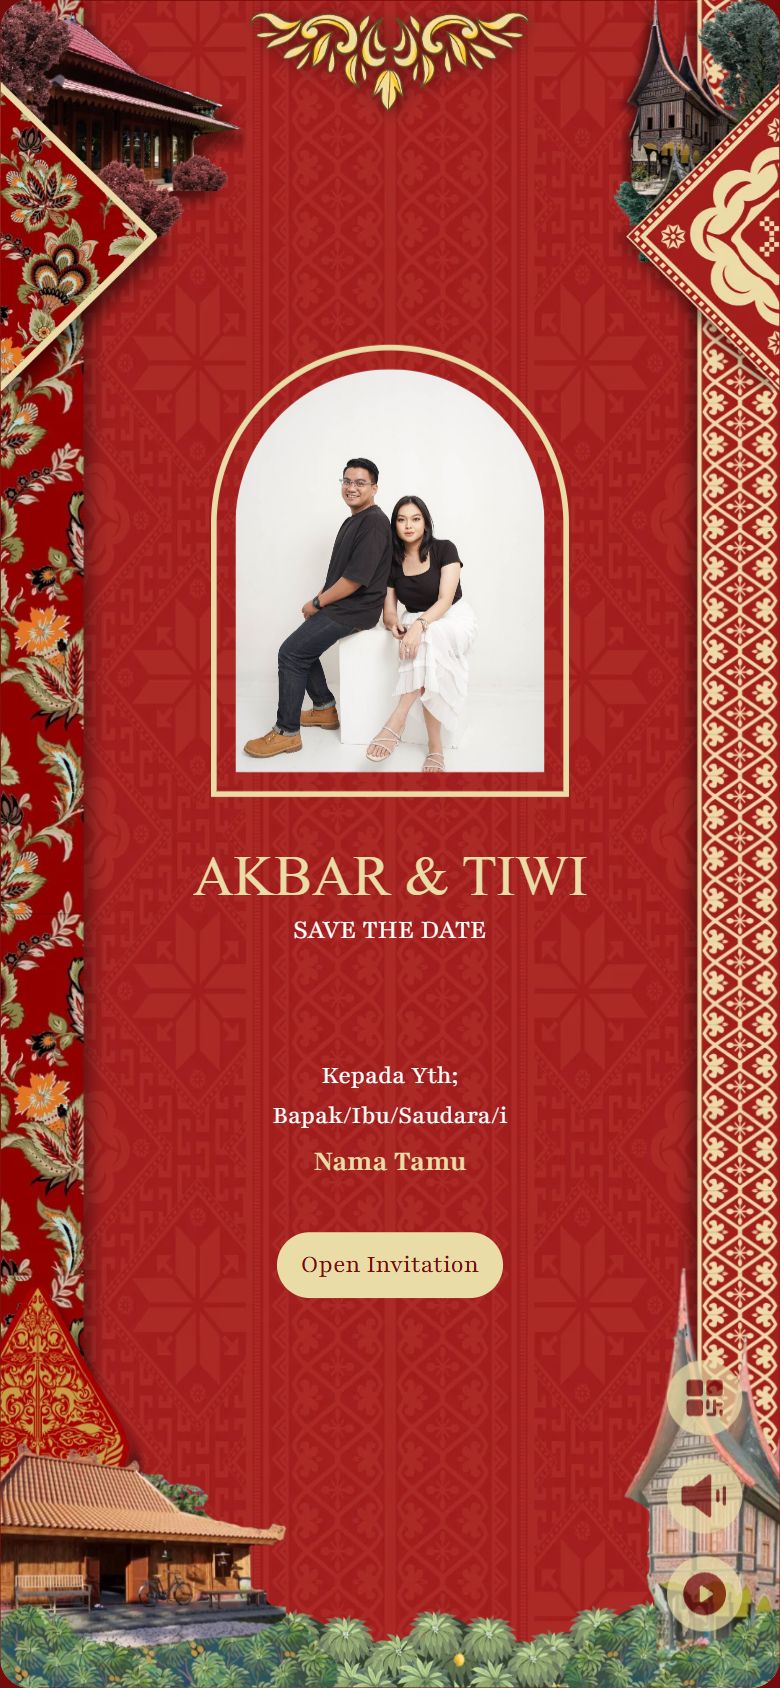 AKBAR & TIWI
SAVE THE DATE
Kepada Yth;
Bapak/Ibu/Saudara/i
Nama Tamu
Open Invitation